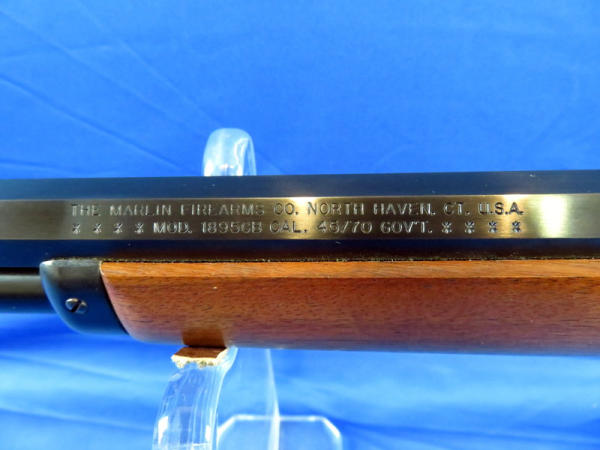 THE MARLIN FIREARMS CO. NORTH HAVEN, CT. U.S.A.
* * * * MOD. 1895CB CAL. 45/70 GOV'T. * * * *